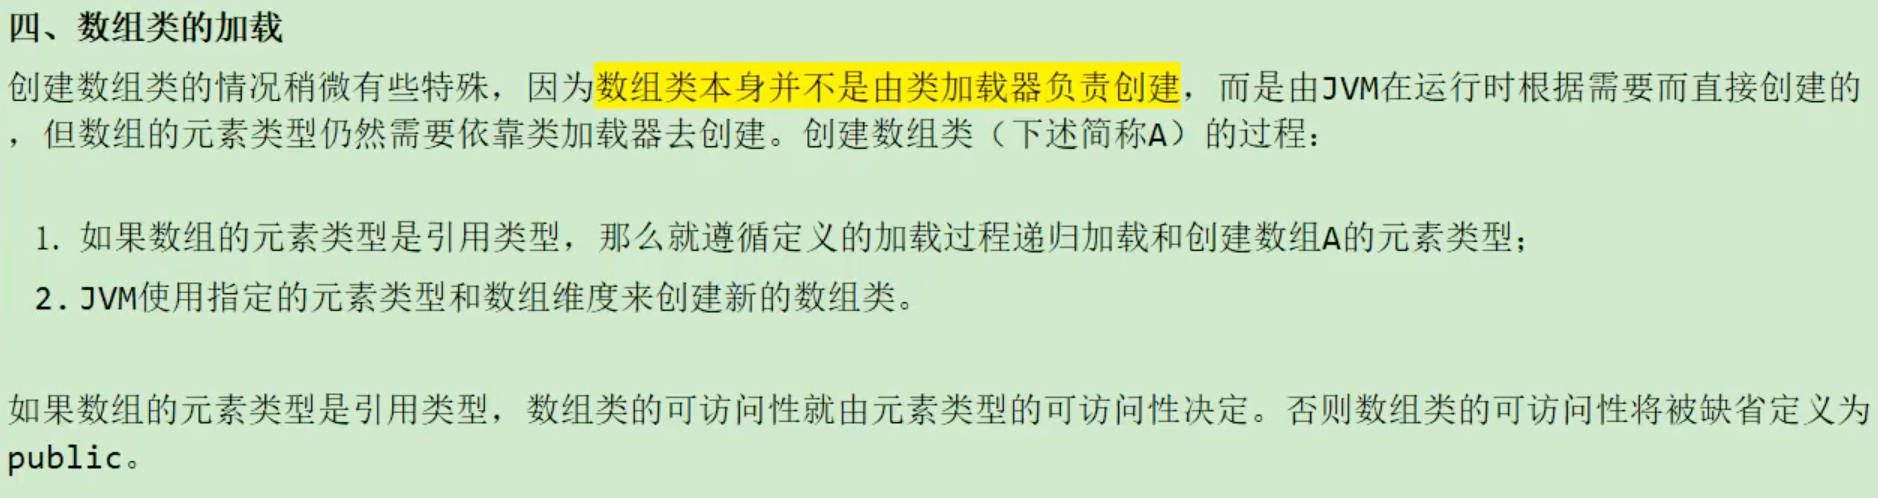 四、数组类的加载
创建数组类的情况稍微有些特殊，因为数组类本身并不是由类加载器负责创建，而是由JVM在运行时根据需要而直接创建的
，但数组的元素类型仍然需要依靠类加载器去创建。创建数组类（下述简称A）的过程：
1. 如果数组的元素类型是引用类型，那么就遵循定义的加载过程递归加载和创建数组A的元素类型；
2. JVM使用指定的元素类型和数组维度来创建新的数组类。
如果数组的元素类型是引用类型，数组类的可访问性就由元素类型的可访问性决定。否则数组类的可访问性将被缺省定义为
public。